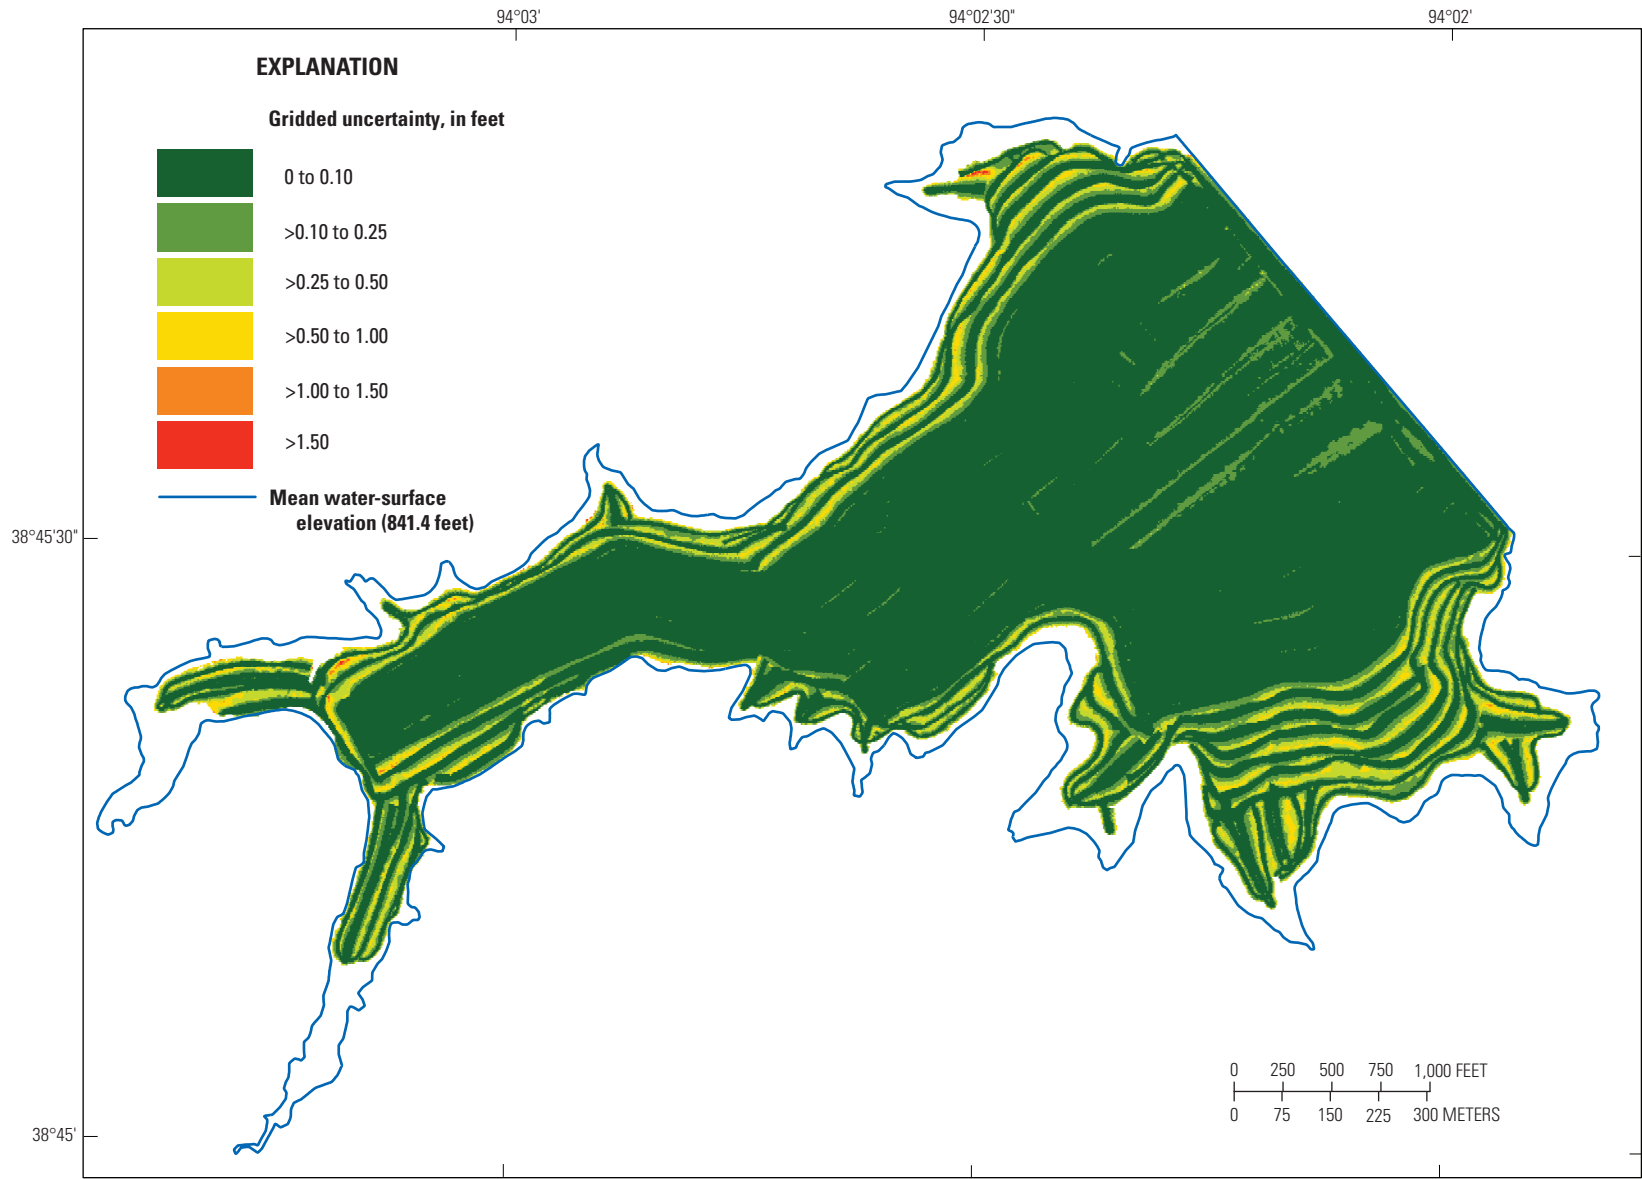 94°03' 94°02'30" 94°02'
EXPLANATION
Gridded uncertainty, in feet
0 to 0.10
>0.10 to 0.25
>0.25 to 0.50
>0.50 to 1.00
>1.00 to 1.50
>1.50
Mean water-surface
elevation (841.4 feet)
38°45'30"
0 250 500 750 1,000 FEET
0 75 150 225 300 METERS
38°45'